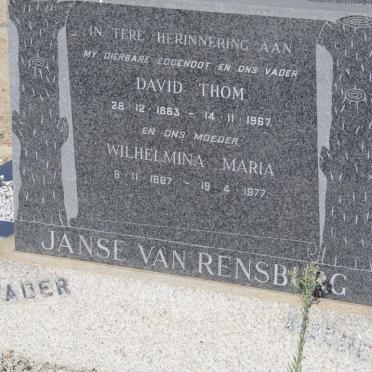 IN TERE HERINNERING AAN
MY DIERBARE EGGENOOT EN ONS VADER
DAVID THOM
28·12·1883 - 14·11·1967
EN ONS MOEDER
WILHELMINA MARIA
8·11·1887 - 19·4·1977
JANSE VAN RENSBURG